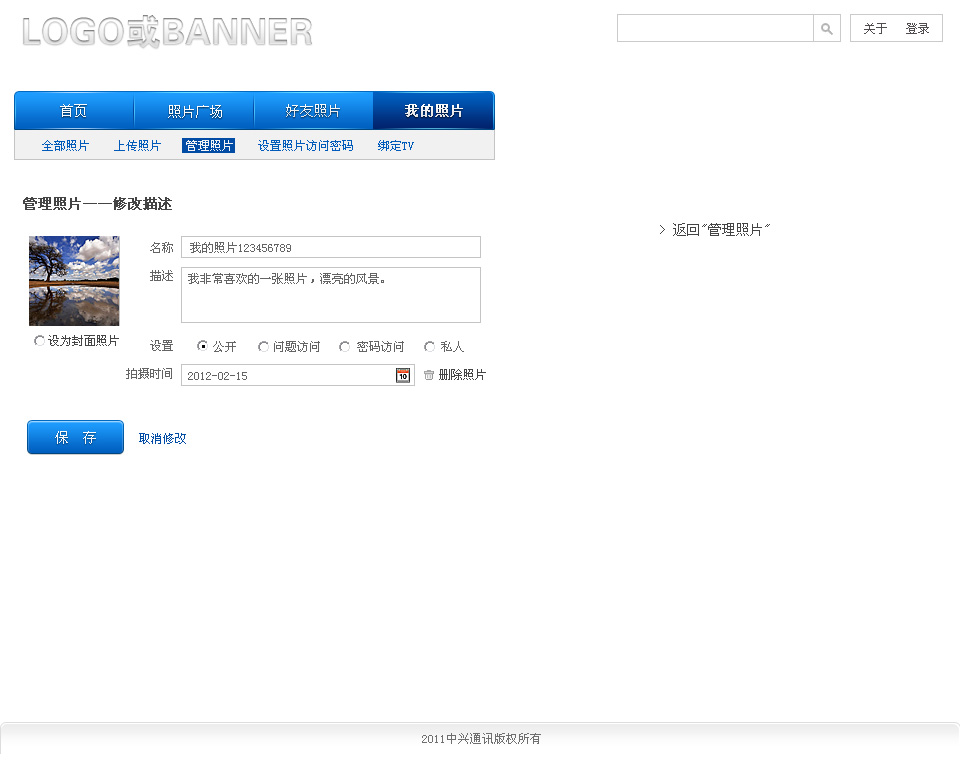 LOGO或BANNER
关于 登录
首页 照片广场 好友照片 我的照片
全部照片 上传照片 管理照片 设置照片访问密码 绑定TV
管理照片——修改描述
> 返回"管理照片"
名称 我的照片123456789
描述 我非常喜欢的一张照片，漂亮的风景。
设为封面照片
设置 公开 问题访问 密码访问 私人
拍摄时间 2012-02-15 10 删除照片
保 存 取消修改
2011中兴通讯版权所有